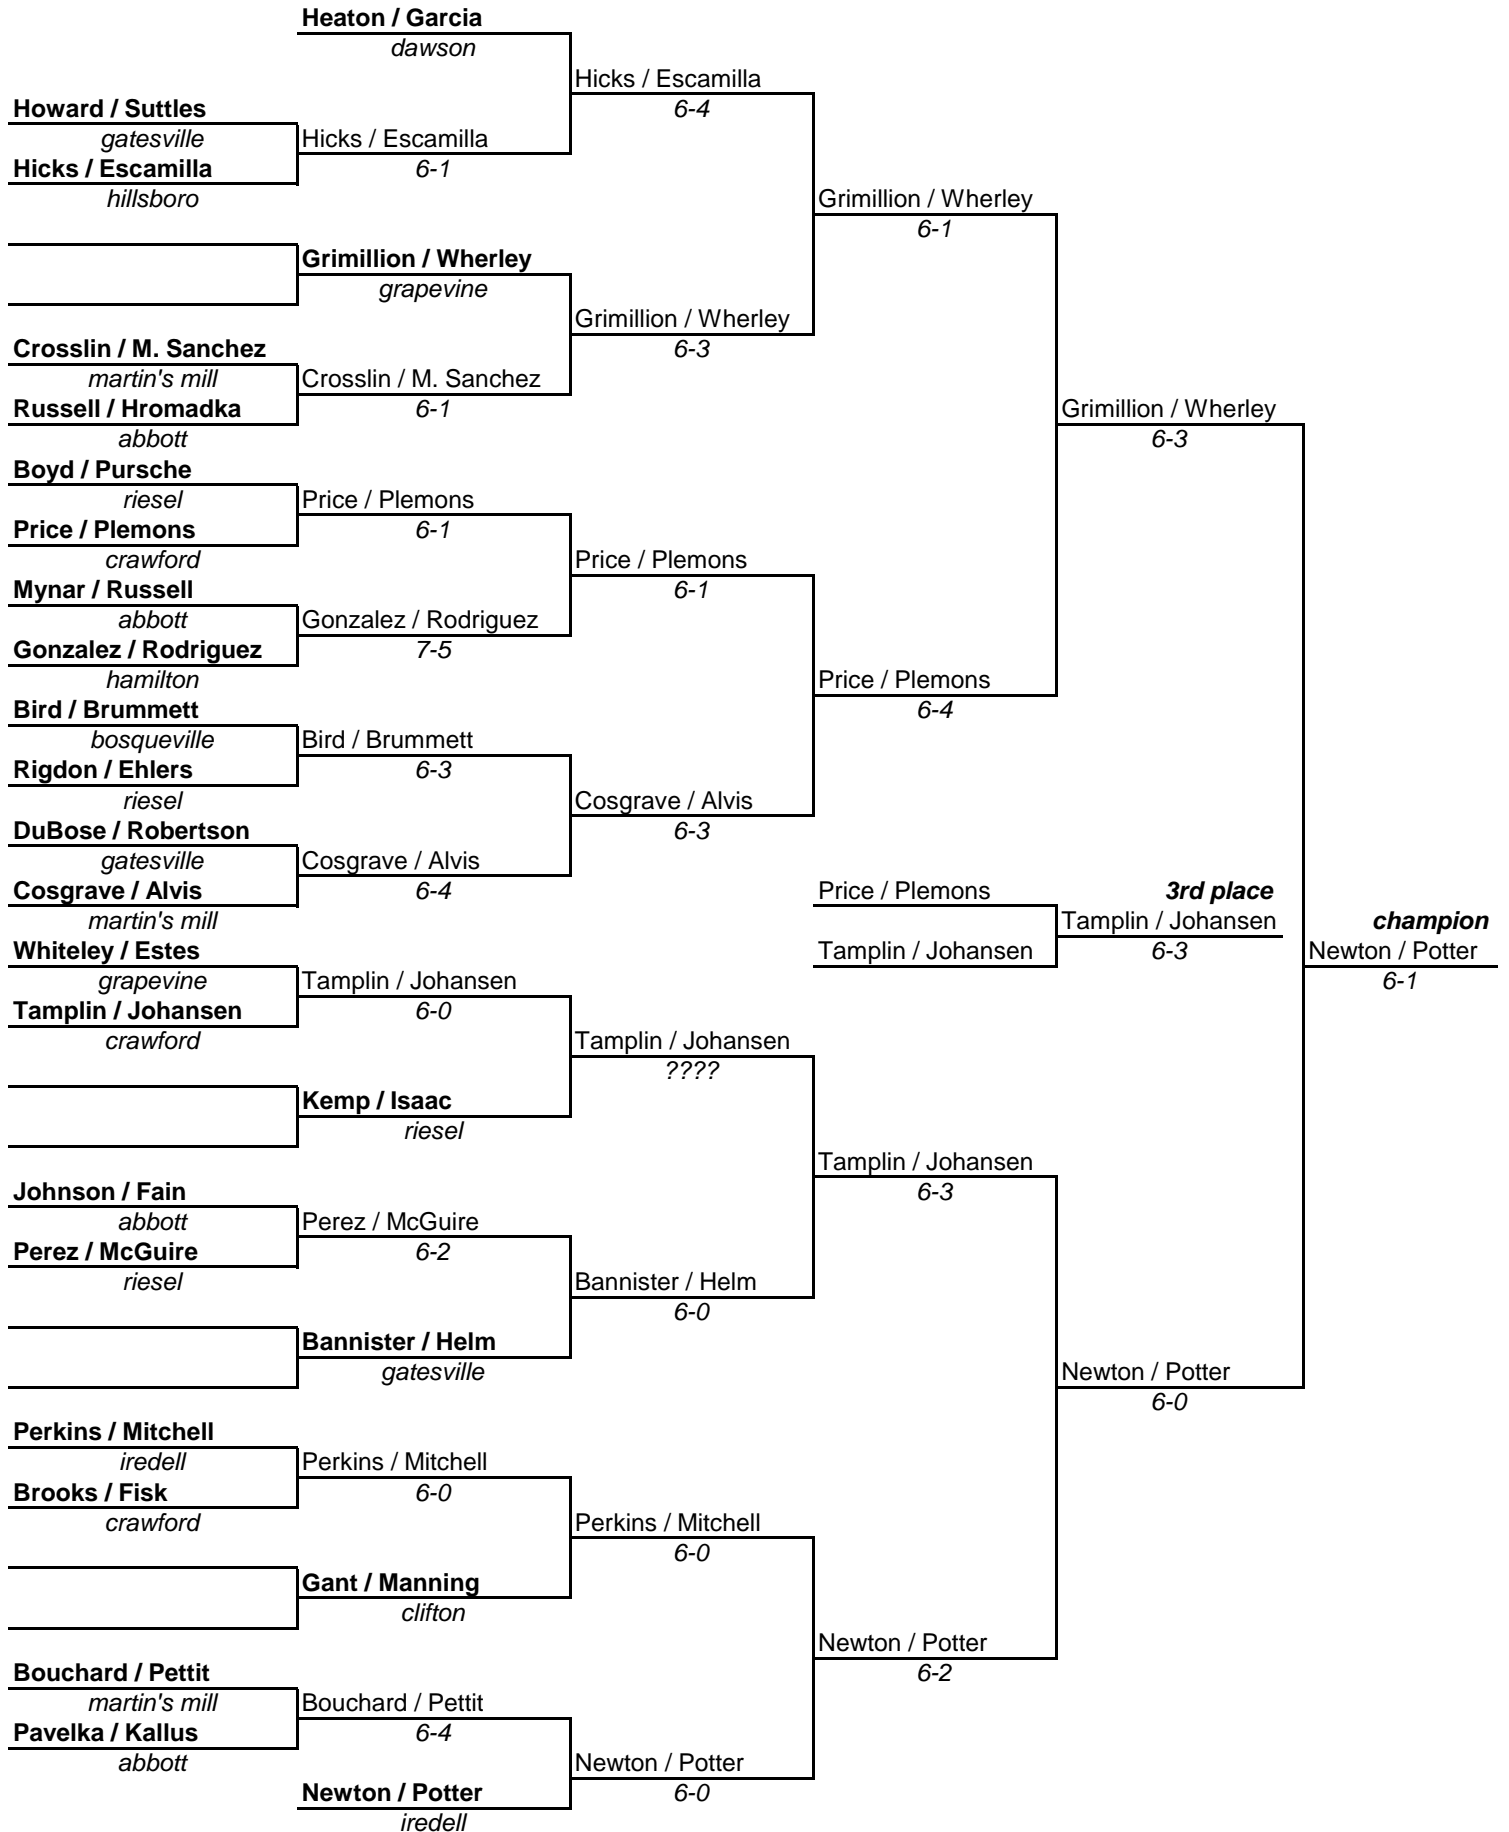 Heaton / Garcia
dawson
Hicks / Escamilla
6-4
Howard / Suttles
gatesville
Hicks / Escamilla
6-1
Hicks / Escamilla
hillsboro
Grimillion / Wherley
6-1
Grimillion / Wherley
grapevine
Grimillion / Wherley
6-3
Crosslin / M. Sanchez
martin's mill
Crosslin / M. Sanchez
6-1
Russell / Hromadka
abbott
Grimillion / Wherley
6-3
Boyd / Pursche
riesel
Price / Plemons
6-1
Price / Plemons
crawford
Price / Plemons
6-1
Mynar / Russell
abbott
Gonzalez / Rodriguez
7-5
Gonzalez / Rodriguez
hamilton
Price / Plemons
6-4
Bird / Brummett
bosqueville
Bird / Brummett
6-3
Rigdon / Ehlers
riesel
Cosgrave / Alvis
6-3
DuBose / Robertson
gatesville
Cosgrave / Alvis
6-4
Cosgrave / Alvis
martin's mill
Price / Plemons
3rd place
Tamplin / Johansen
6-3
Tamplin / Johansen
champion
Newton / Potter
6-1
Whiteley / Estes
grapevine
Tamplin / Johansen
6-0
Tamplin / Johansen
crawford
Tamplin / Johansen
????
Kemp / Isaac
riesel
Tamplin / Johansen
6-3
Johnson / Fain
abbott
Perez / McGuire
6-2
Perez / McGuire
riesel
Bannister / Helm
6-0
Bannister / Helm
gatesville
Newton / Potter
6-0
Perkins / Mitchell
iredell
Perkins / Mitchell
6-0
Brooks / Fisk
crawford
Perkins / Mitchell
6-0
Gant / Manning
clifton
Newton / Potter
6-2
Bouchard / Pettit
martin's mill
Bouchard / Pettit
6-4
Pavelka / Kallus
abbott
Newton / Potter
6-0
Newton / Potter
iredell